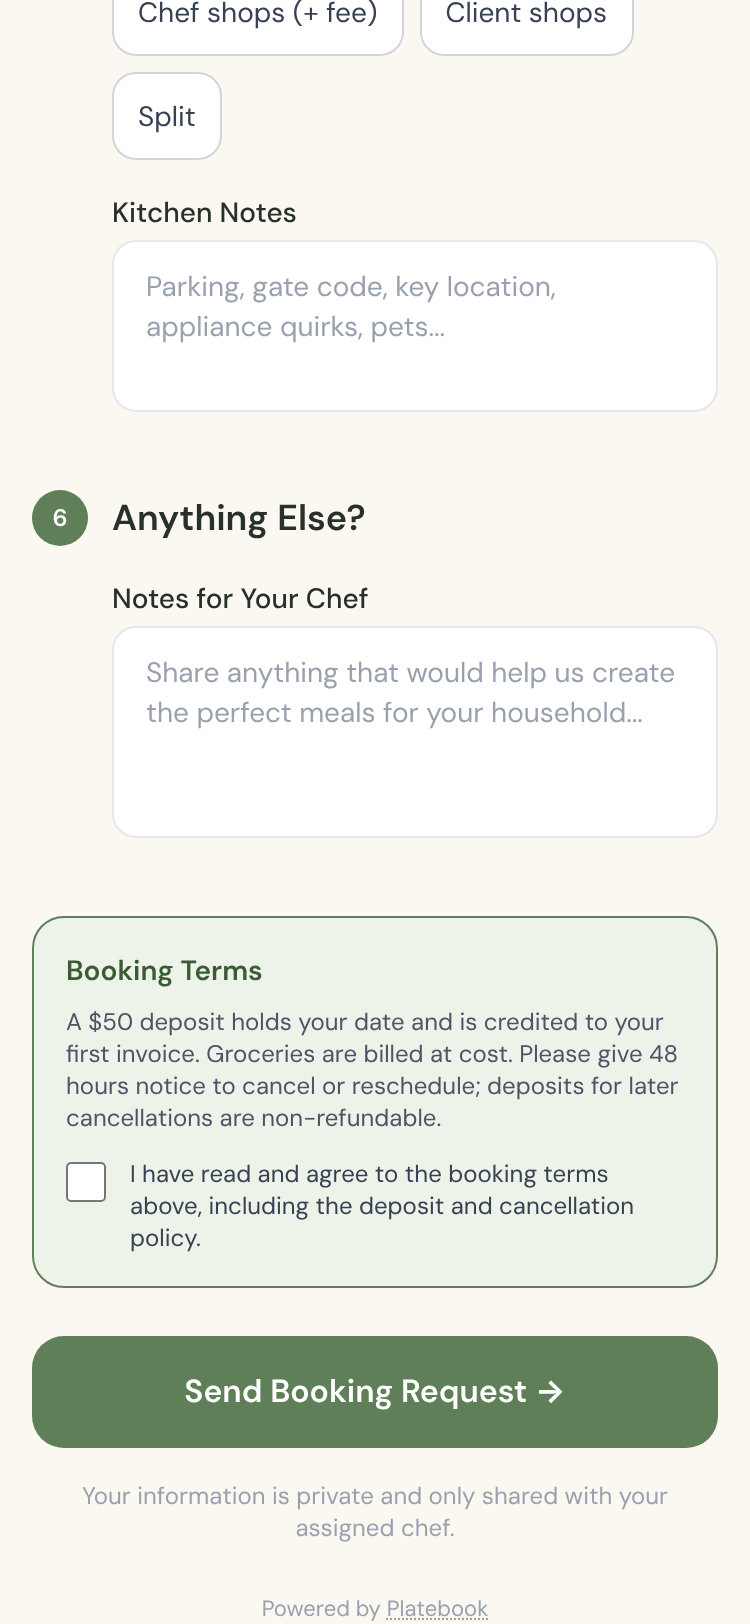 Chef shops (+ fee)
Client shops
Split
Kitchen Notes
Parking, gate code, key location,
appliance quirks, pets...
6
Anything Else?
Notes for Your Chef
Share anything that would help us create
the perfect meals for your household...
Booking Terms
A $50 deposit holds your date and is credited to your
first invoice. Groceries are billed at cost. Please give 48
hours notice to cancel or reschedule; deposits for later
cancellations are non-refundable.
I have read and agree to the booking terms
above, including the deposit and cancellation
policy.
Send Booking Request →
Your information is private and only shared with your
assigned chef.
Powered by Platebook